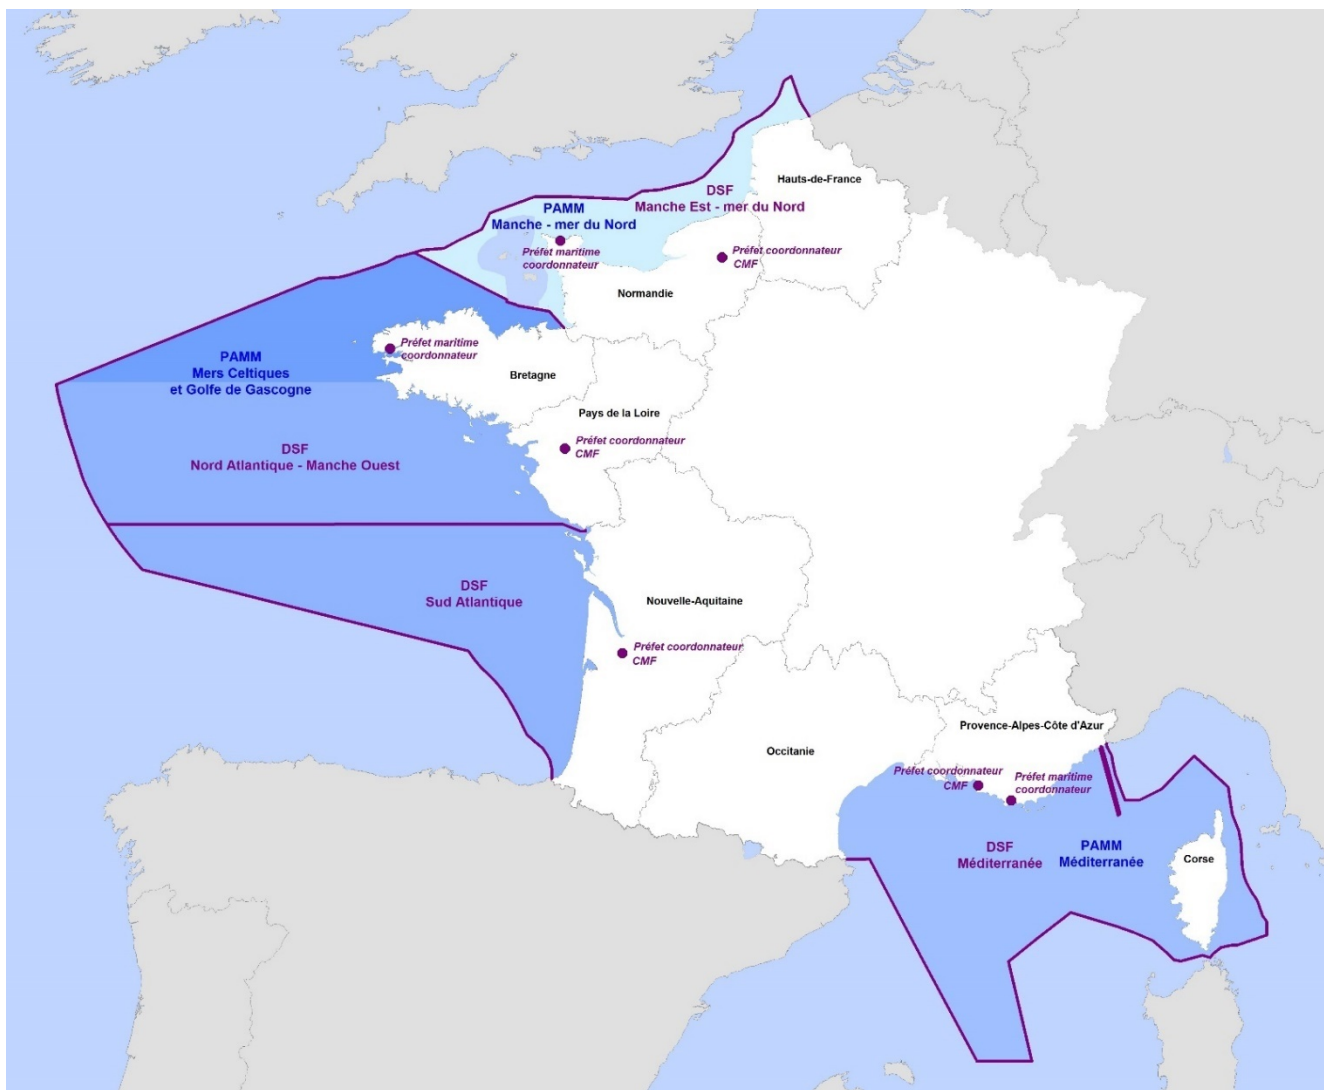 Hauts-de-France
DSF
Manche Est - mer du Nord
PAMM
Manche - mer du Nord
Préfet maritime
coordonnateur
Préfet coordonnateur
CMF
Normandie
Préfet maritime
coordonnateur
PAMM
Mers Celtiques
et Golfe de Gascogne
Bretagne
Pays de la Loire
Préfet coordonnateur
CMF
DSF
Nord Atlantique - Manche Ouest
DSF
Sud Atlantique
Nouvelle-Aquitaine
Préfet coordonnateur
CMF
Provence-Alpes-Côte d'Azur
Occitanie
Préfet coordonnateur
CMF
Préfet maritime
coordonnateur
DSF
Méditerranée
PAMM
Méditerranée
Corse